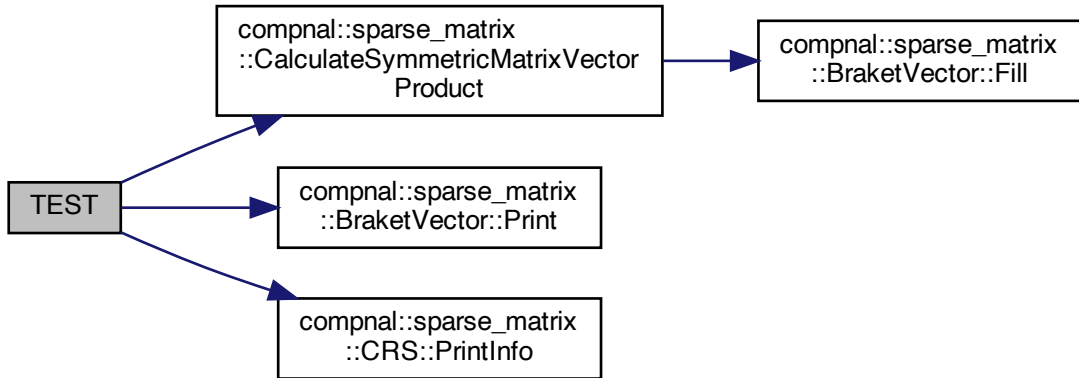 TEST
compnal::sparse_matrix
::CalculateSymmetricMatrixVector
Product
compnal::sparse_matrix
::BraketVector::Fill
compnal::sparse_matrix
::BraketVector::Print
compnal::sparse_matrix
::CRS::PrintInfo